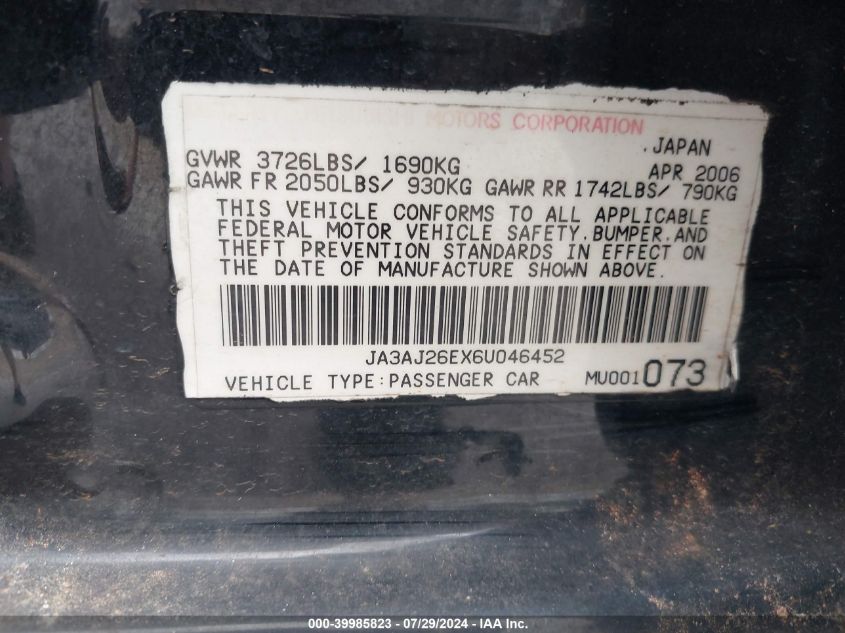 MOTORS CORPORATION
.JAPAN
GVWR 3726LBS/ 1690KG APR 2006
GAWR FR 2050LBS/ 930KG GAWR RR 1742LBS/ 790KG
THIS VEHICLE CONFORMS TO ALL APPLICABLE
FEDERAL MOTOR VEHICLE SAFETY.BUMPER.AND
THEFT PREVENTION STANDARDS IN EFFECT ON
THE DATE OF MANUFACTURE SHOWN ABOVE.
JA3AJ26EX6U046452
VEHICLE TYPE:PASSENGER CAR MU001073
000-39985823 - 07/29/2024 - IAA Inc.